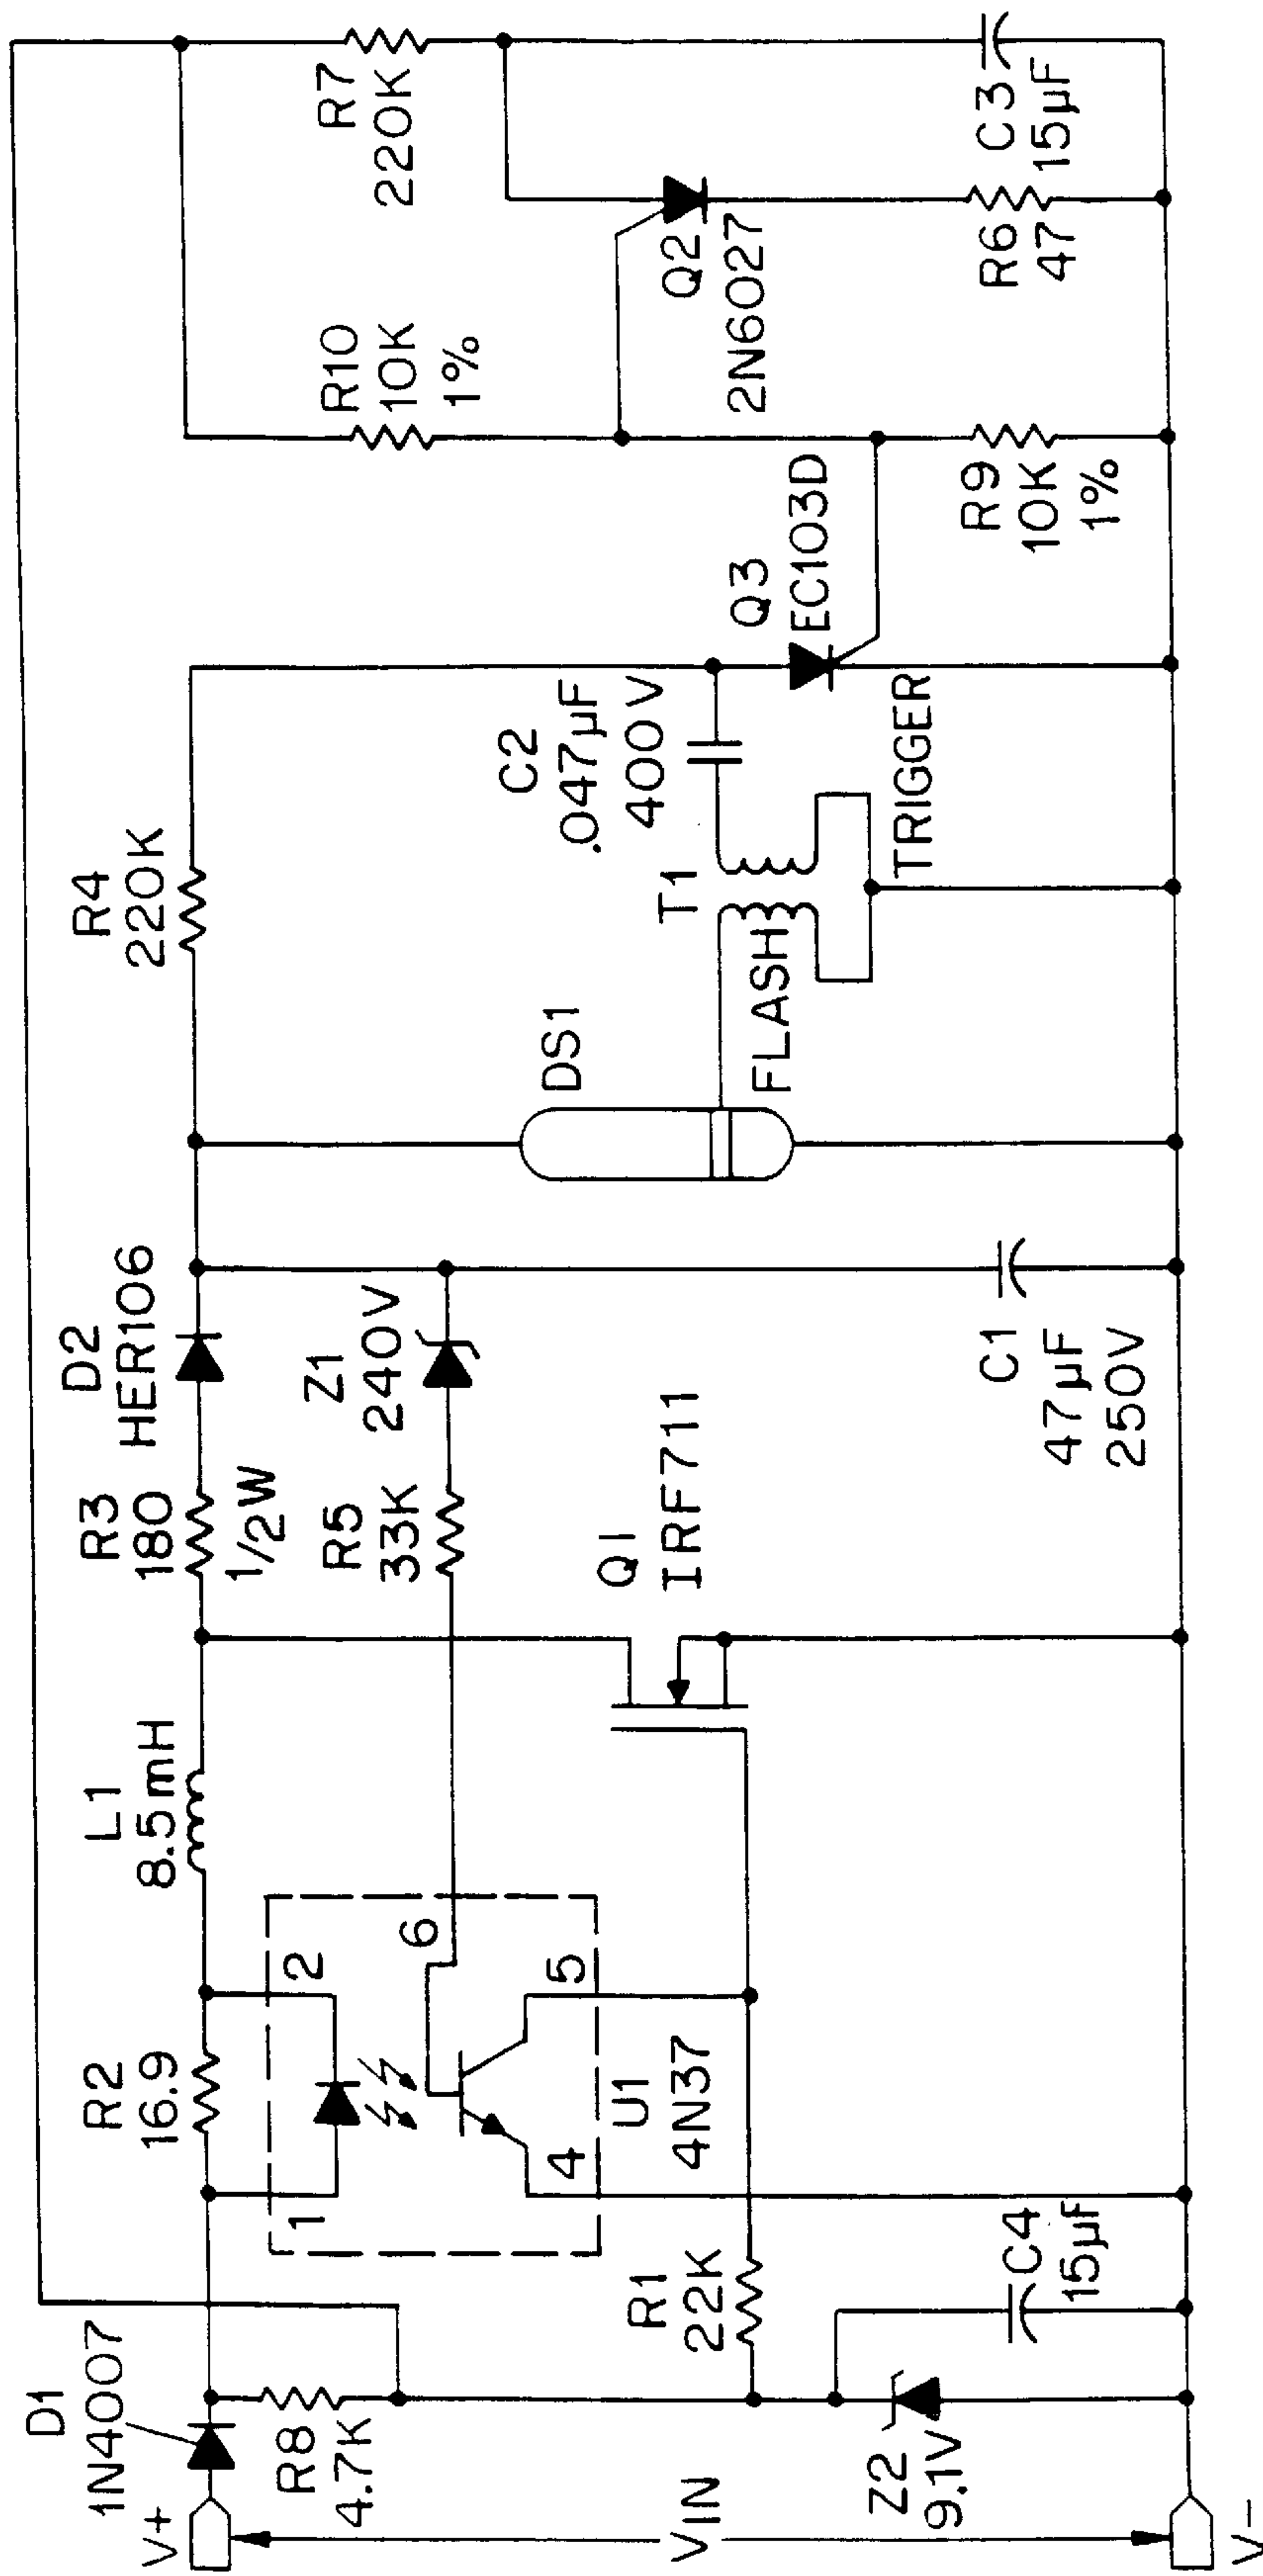 V+
D1
1N4007
R8
4.7K
VIN
Z2
9.1V
V-
C4
15µF
R1
22K
R2
16.9
1
2
6
4
5
U1
4N37
L1
8.5mH
Q1
IRF711
R3
180
1/2W
R5
33K
D2
HER106
Z1
240V
C1
47µF
250V
DS1
FLASH
T1
TRIGGER
R4
220K
C2
.047µF
400V
Q3
EC103D
R10
10K
1%
R9
10K
1%
Q2
2N6027
R6
47
R7
220K
C3
15µF